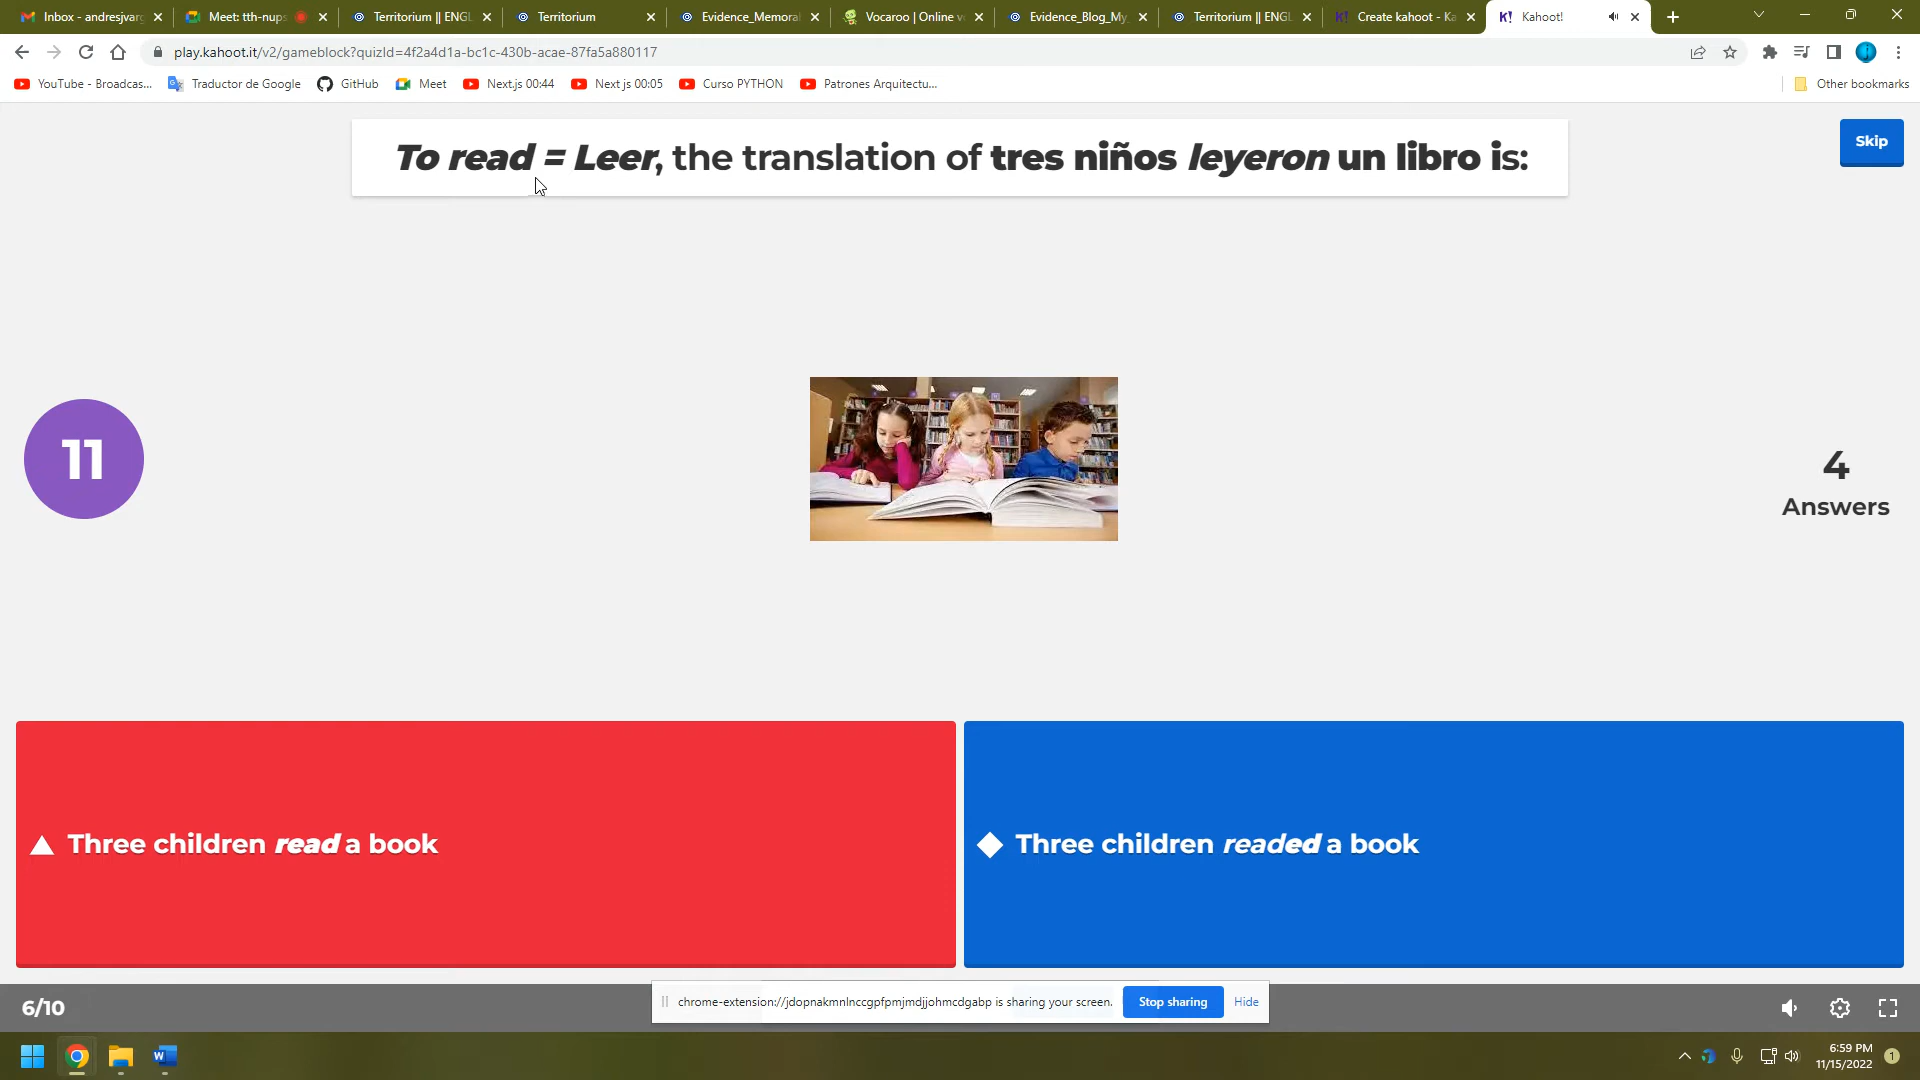 Inbox - andresjvarg
Meet: tth-nups
Territorium || ENGL
Territorium
Evidence_Memoral
Vocaroo | Online v
Evidence_Blog_My_
Territorium || ENGL
Create kahoot - Ka
Kahoot!
play.kahoot.it/v2/gameblock?quizId=4f2a4d1a-bc1c-430b-acae-87fa5a880117
YouTube - Broadcas...
Traductor de Google
GitHub
Meet
Next.js 00:44
Next js 00:05
Curso PYTHON
Patrones Arquitectu...
Other bookmarks
To read = Leer, the translation of tres niños leyeron un libro is:
Skip
11
4
Answers
Three children read a book
Three children readed a book
6/10
chrome-extension://jdopnakmnlnccgpfpmjmdjjohmcdgabp is sharing your screen.
Stop sharing
Hide
6:59 PM
11/15/2022
1